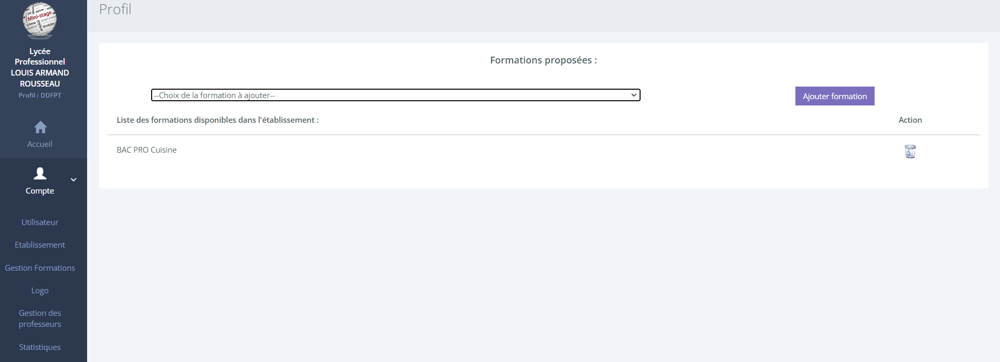 Profil
Mini-stage
Lycée
Professionnel
LOUIS ARMAND
ROUSSEAU
Profil : DDFPT
Accueil
Compte
Utilisateur
Etablissement
Gestion Formations
Logo
Gestion des
professeurs
Statistiques
Formations proposées :
--Choix de la formation à ajouter--
Ajouter formation
Liste des formations disponibles dans l'établissement :
Action
BAC PRO Cuisine